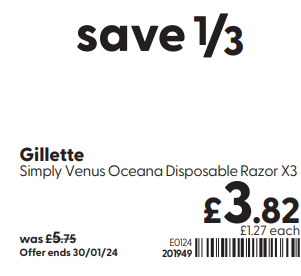 save 1/3
Gillette
Simply Venus Oceana Disposable Razor X3
£3.82
£1.27 each
was £5.75
Offer ends 30/01/24
E0124
201949